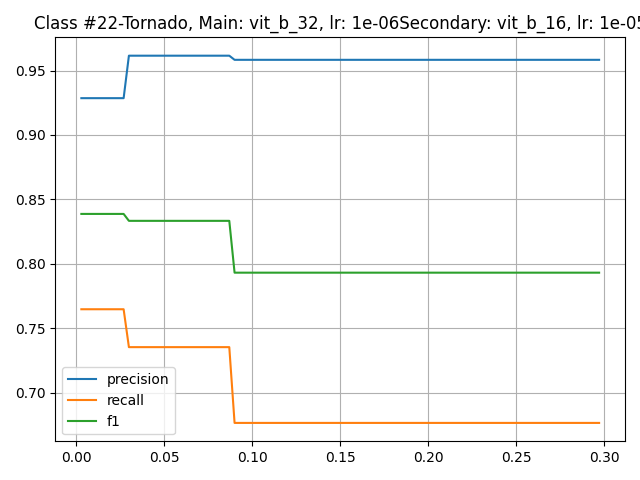 Class #22-Tornado, Main: vit_b_32, lr: 1e-06Secondary: vit_b_16, lr: 1e-05
0.95
0.90
0.85
0.80
0.75
0.70
precision
recall
f1
0.00 0.05 0.10 0.15 0.20 0.25 0.30